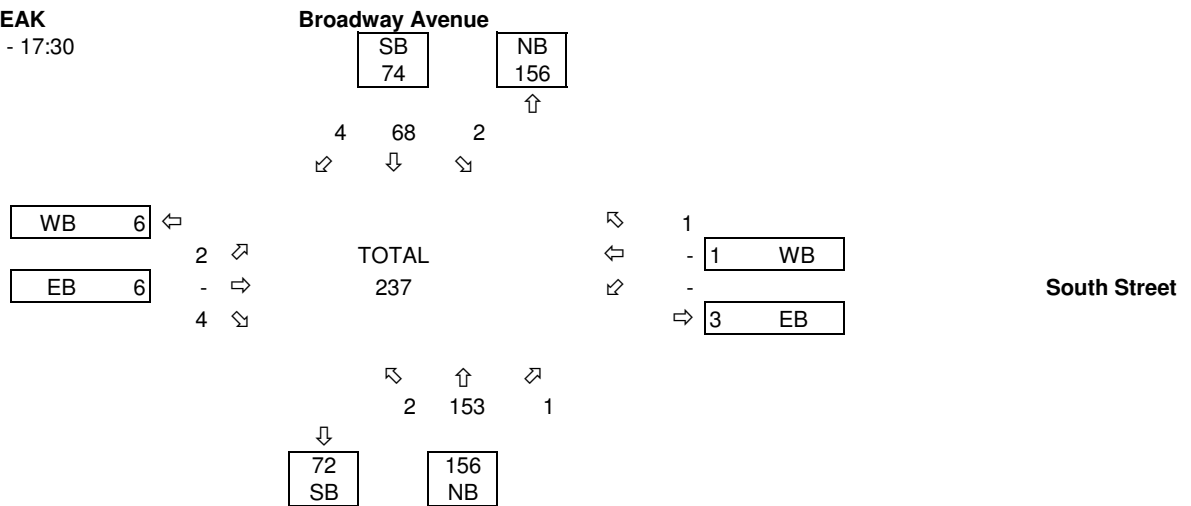 EAK Broadway Avenue
- 17:30 SB NB
74 156
⇧
4 68 2
⬃ ⇩ ⬂
WB 6 ⇦ ⬁ 1
2 ⬀ TOTAL ⇦ - 1 WB
EB 6 - ⇨ 237 ⬃ - South Street
4 ⬂ ⇨ 3 EB
⬁ ⇧ ⬀
2 153 1
⇩
72 156
SB NB